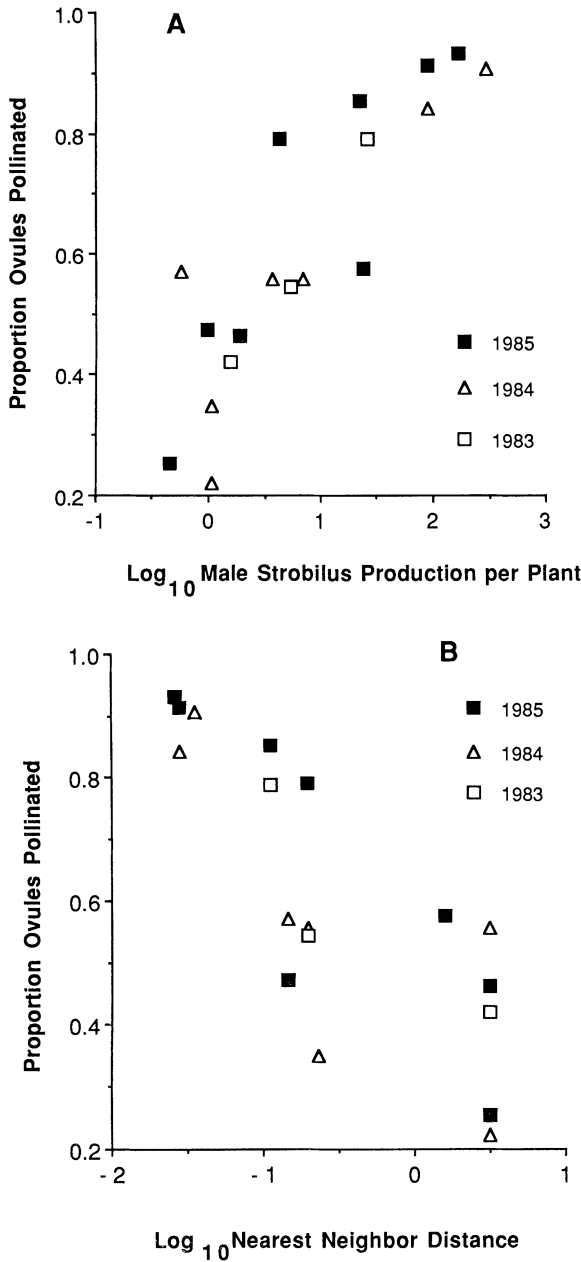 A
1.0
0.8
0.6
0.4
0.2
Proportion Ovules Pollinated
1985
1984
1983
-1 0 1 2 3
Log10 Male Strobilus Production per Plant
B
1.0
0.8
0.6
0.4
0.2
Proportion Ovules Pollinated
1985
1984
1983
-2 -1 0 1
Log10 Nearest Neighbor Distance